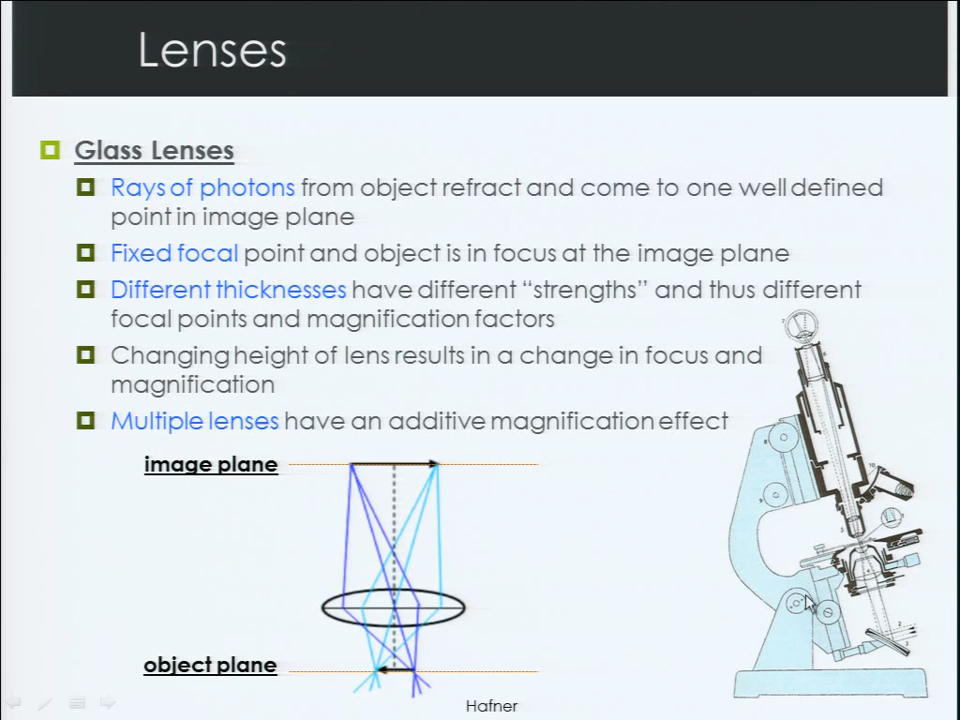 Lenses
Glass Lenses
Rays of photons from object refract and come to one well defined
point in image plane
Fixed focal point and object is in focus at the image plane
Different thicknesses have different “strengths” and thus different
focal points and magnification factors
Changing height of lens results in a change in focus and
magnification
Multiple lenses have an additive magnification effect
image plane
object plane
Hafner